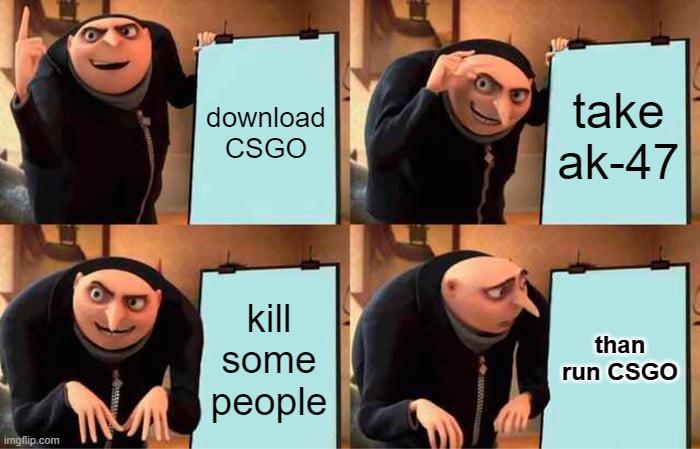 download
CSGO
take
ak-47
kill
some
people
than
run CSGO
imgflip.com